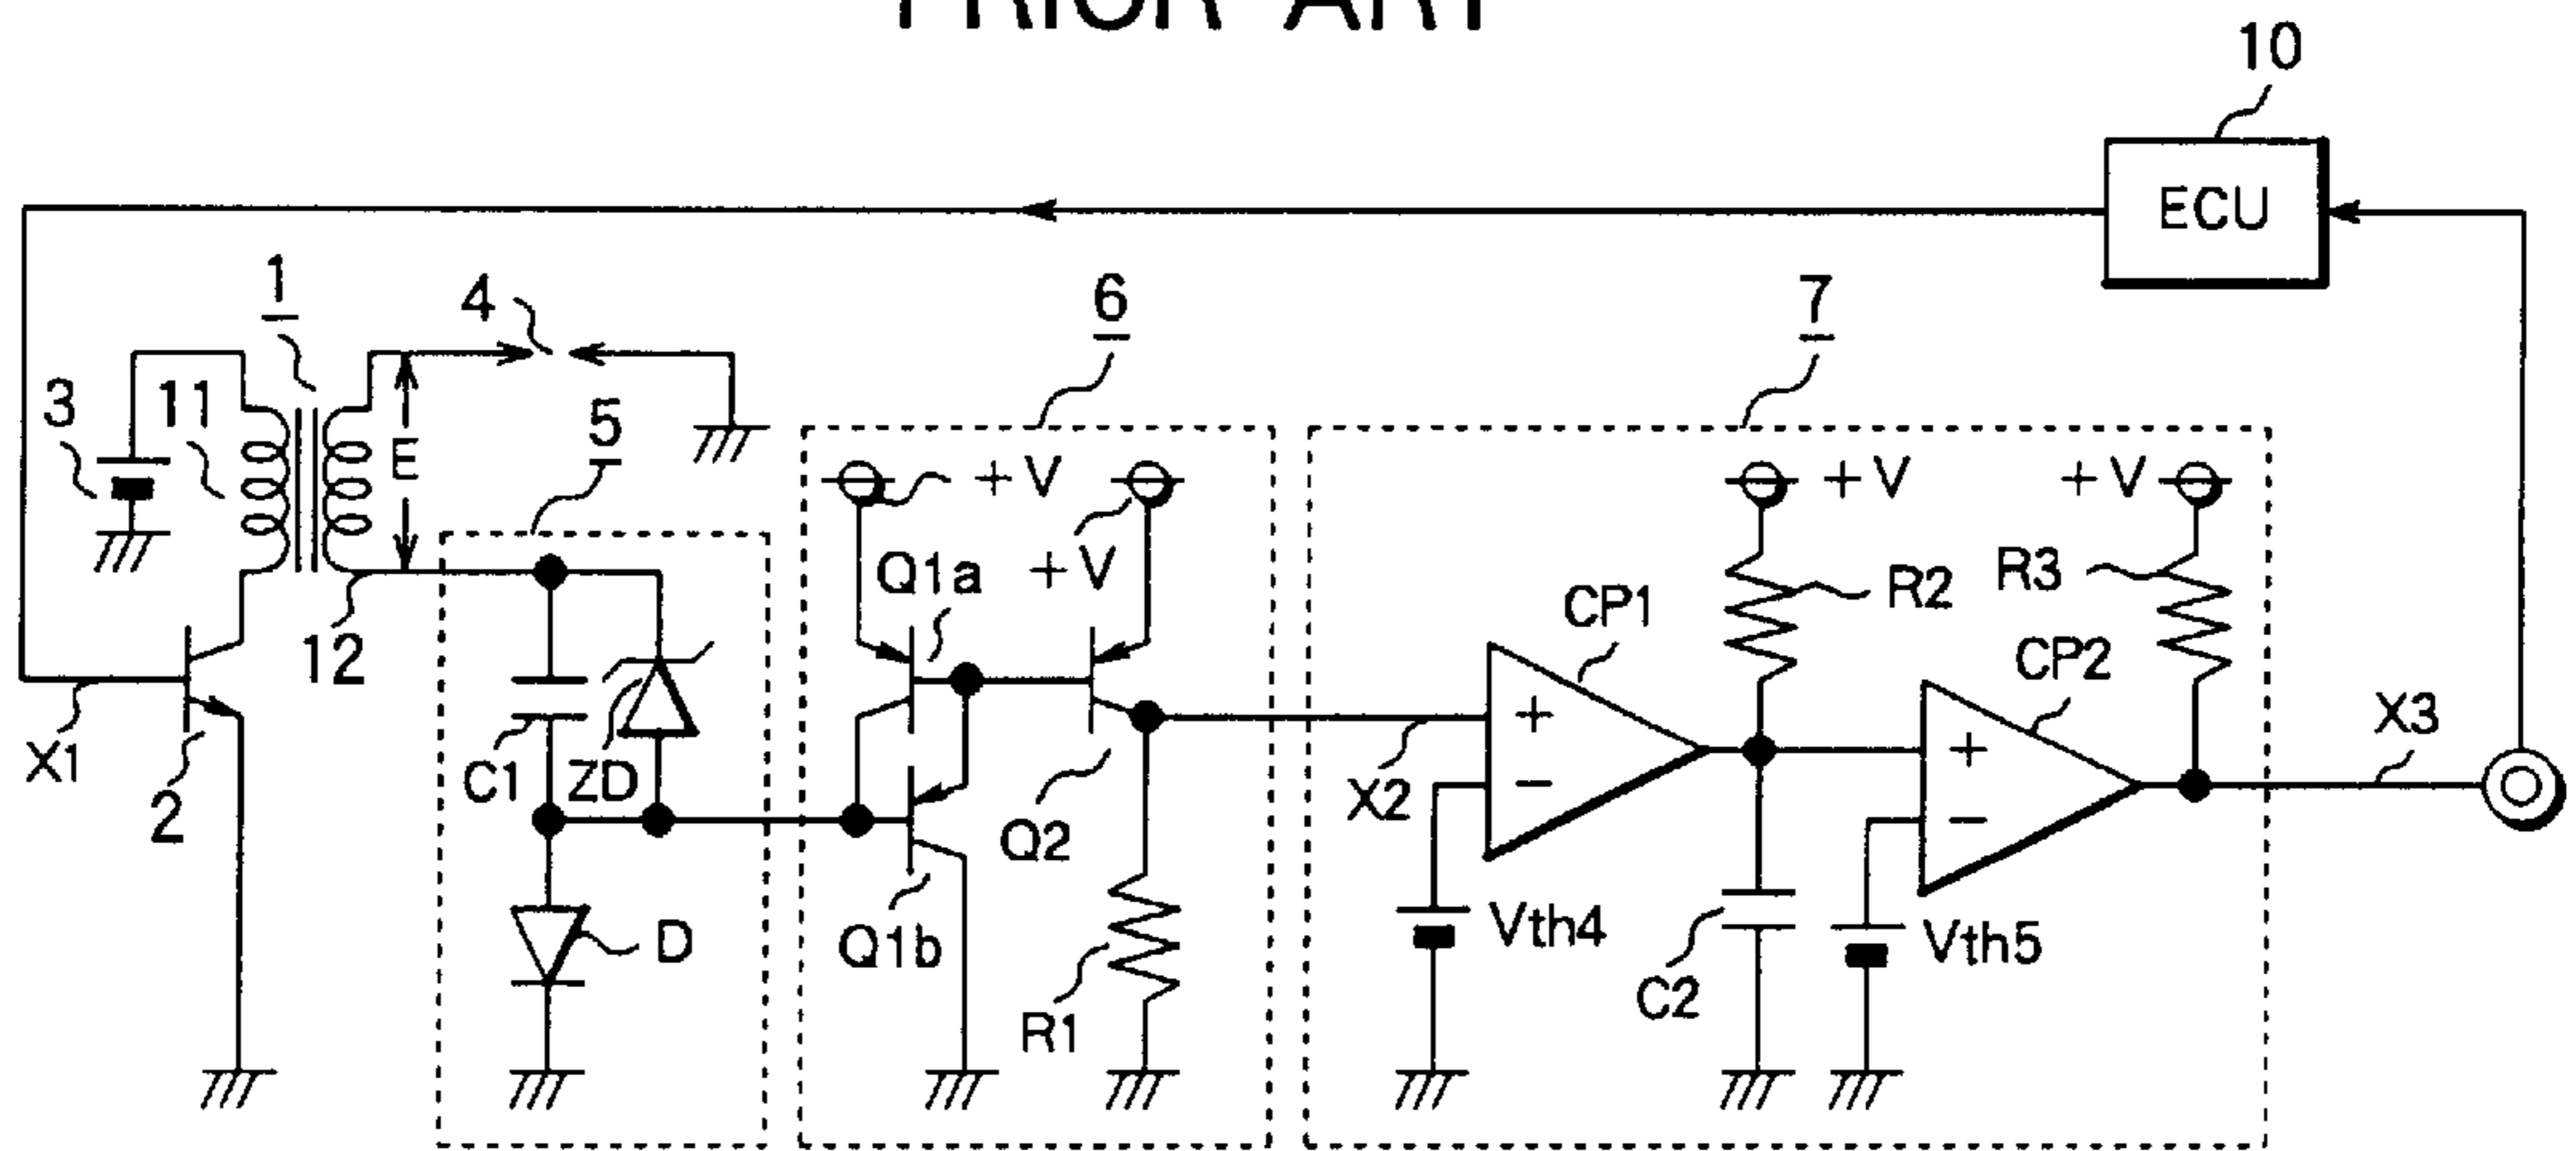 PRIOR ART
10
ECU
1
4
6
7
3
11
E
5
+ V
+ V
+ V
+ V
Q1a
R2
R3
CP1
CP2
12
X1
2
C1
ZD
X2
X3
Q2
Q1b
D
R1
+
−
+
−
Vth4
C2
Vth5